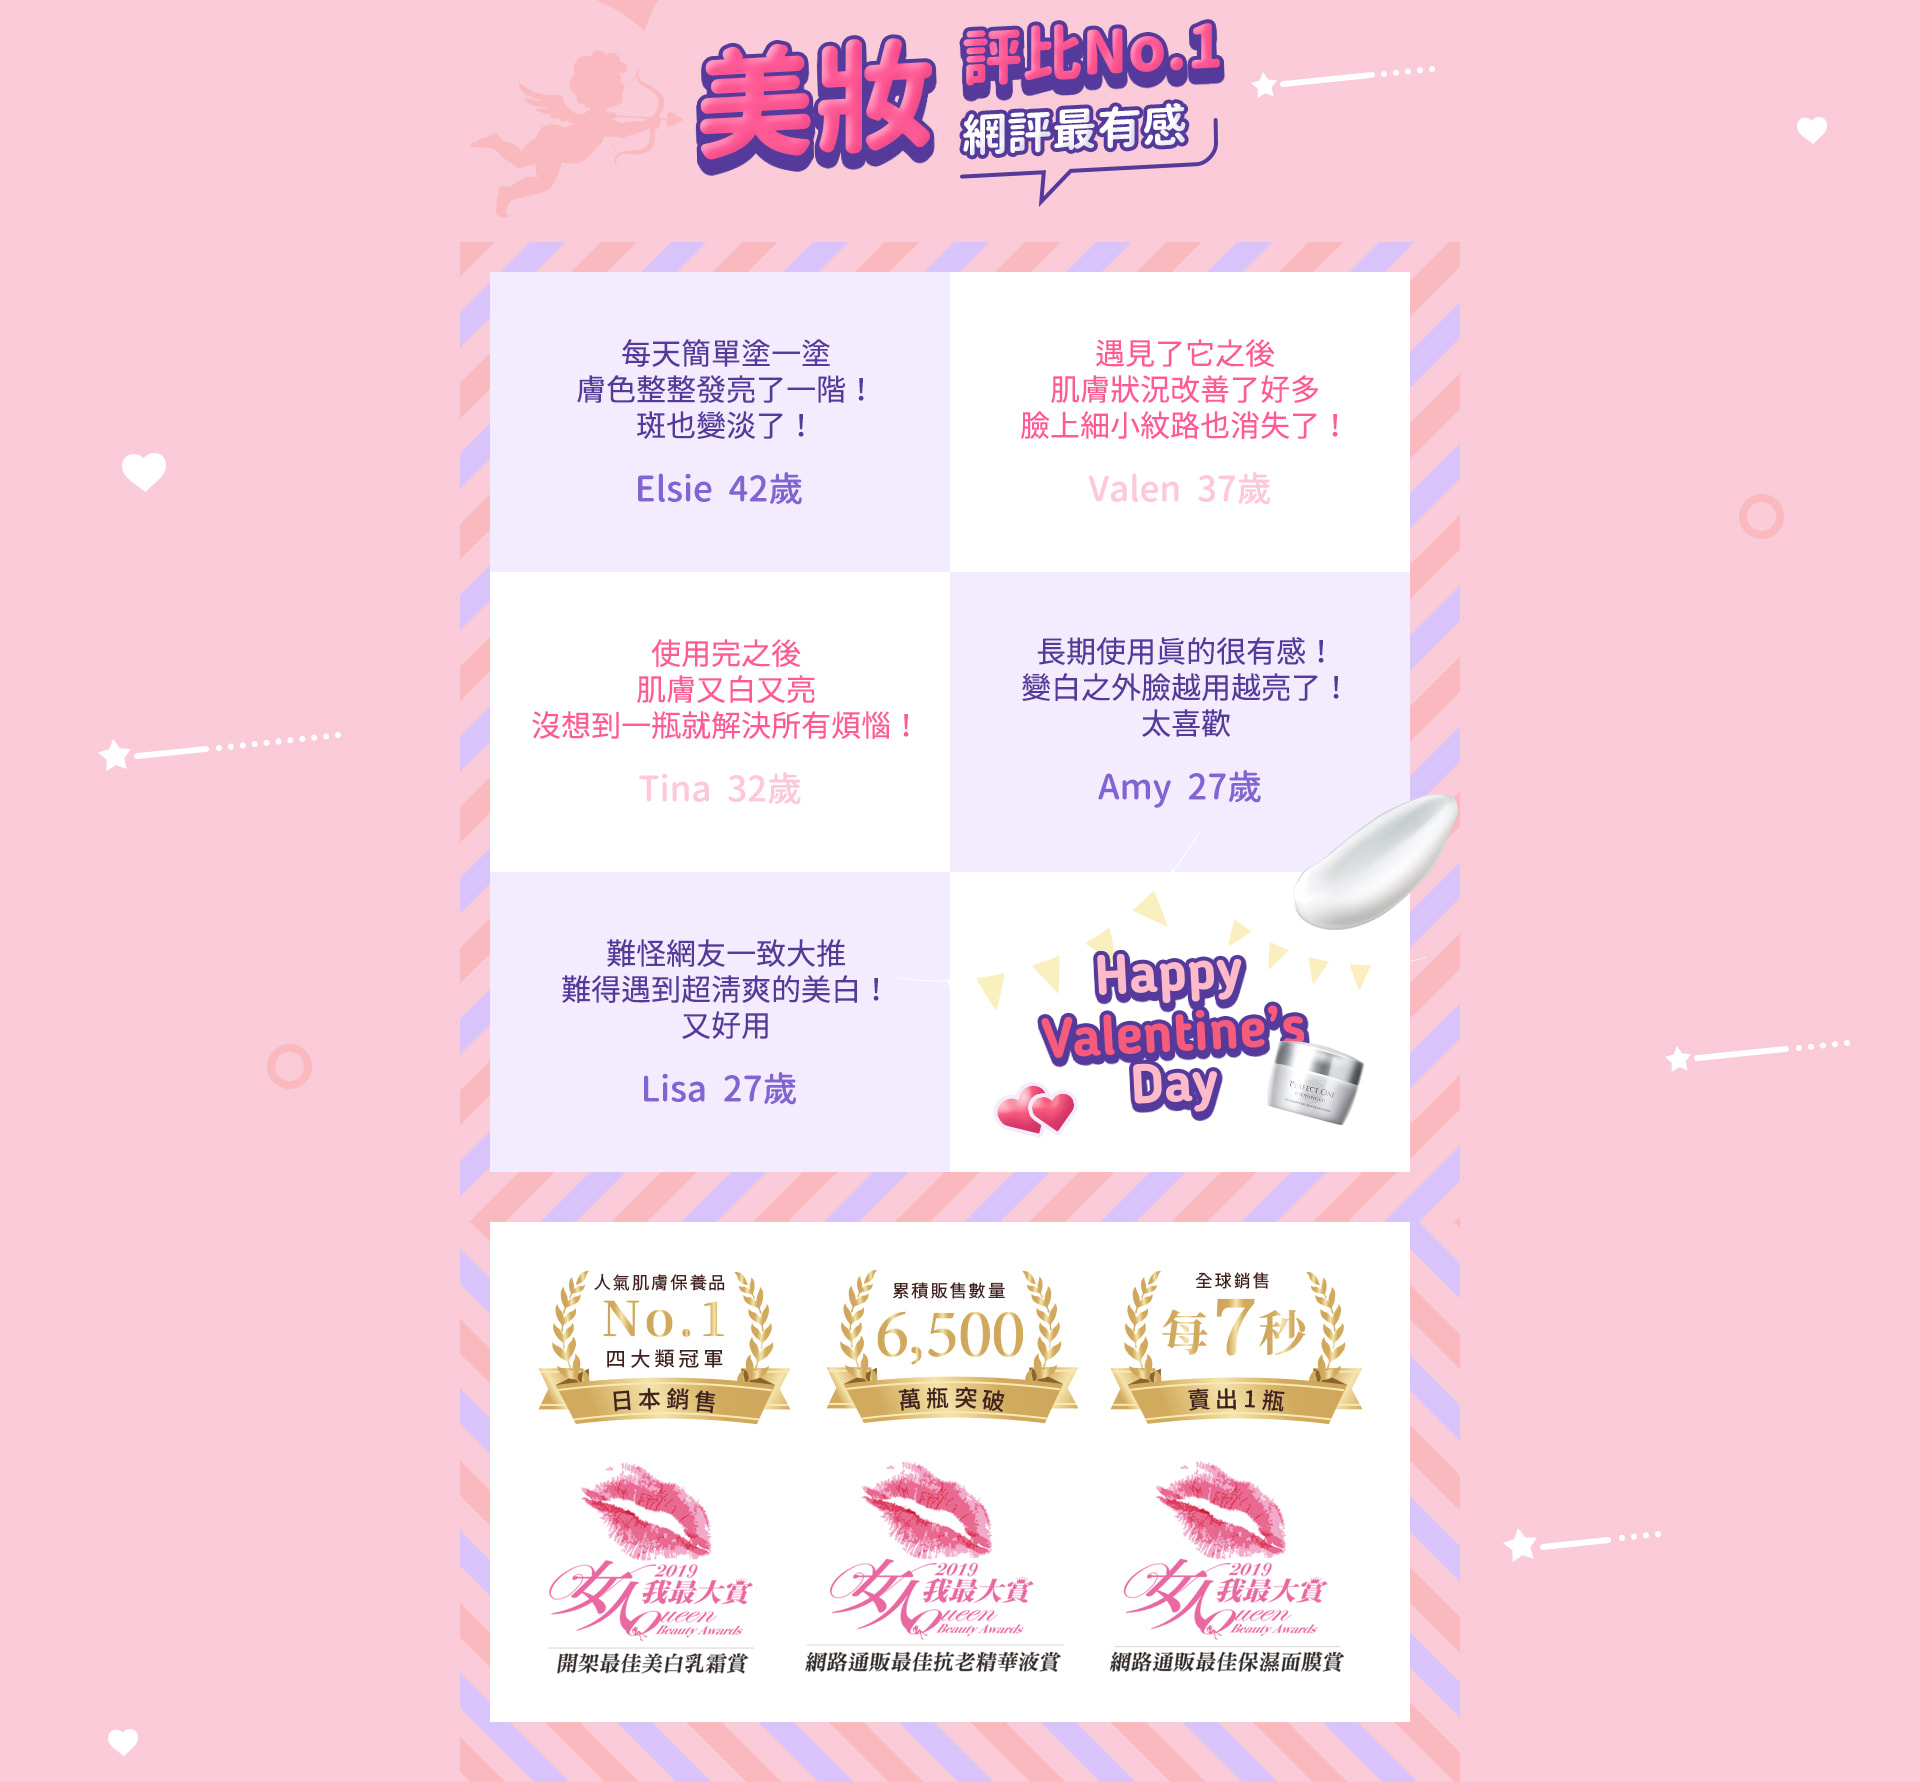 美妝
評比No.1
網評最有感
每天簡單塗一塗
膚色整整發亮了一階！
斑也變淡了！
Elsie 42歲
遇見了它之後
肌膚狀況改善了好多
臉上細小紋路也消失了！
Valen 37歲
使用完之後
肌膚又白又亮
沒想到一瓶就解決所有煩惱！
Tina 32歲
長期使用真的很有感！
變白之外臉越用越亮了！
太喜歡
Amy 27歲
難怪網友一致大推
難得遇到超清爽的美白！
又好用
Lisa 27歲
Happy
Valentine's
Day
PERFECT ONE
人氣肌膚保養品
No.1
四大類冠軍
日本銷售
累積販售數量
6,500
萬瓶突破
全球銷售
每7秒
賣出1瓶
2019
女人我最大賞
Queen
Beauty Awards
開架最佳美白乳霜賞
2019
女人我最大賞
Queen
Beauty Awards
網路通販最佳抗老精華液賞
2019
女人我最大賞
Queen
Beauty Awards
網路通販最佳保濕面膜賞